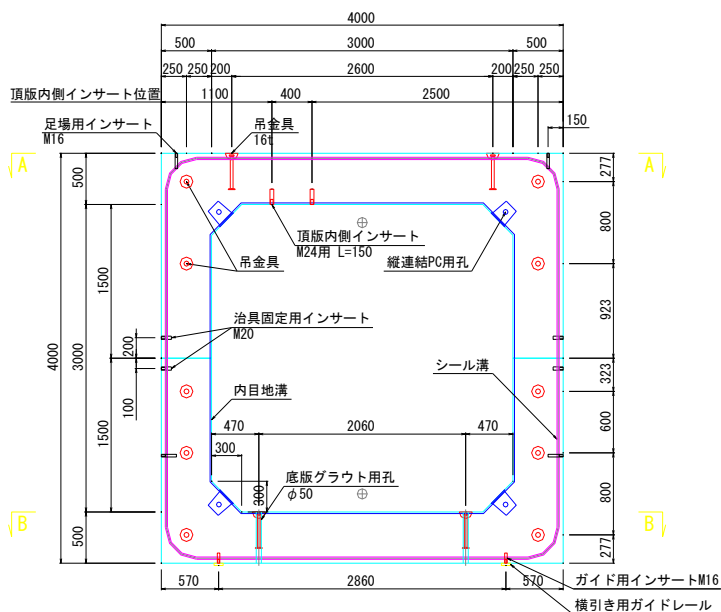 4000
500
3000
500
250
250
200
2600
200
250
250
頂版内側インサート位置
1100
400
2500
足場用インサート
M16
吊金具
16t
150
A
A
500
277
800
頂版内側インサート
M24用 L=150
縦連結PC用孔
吊金具
1500
923
治具固定用インサート
M20
200
4000
3000
100
323
シール溝
内目地溝
600
1500
470
2060
470
300
底版グラウト用孔
φ50
300
800
B
B
500
277
570
2860
570
ガイド用インサートM16
横引き用ガイドレール